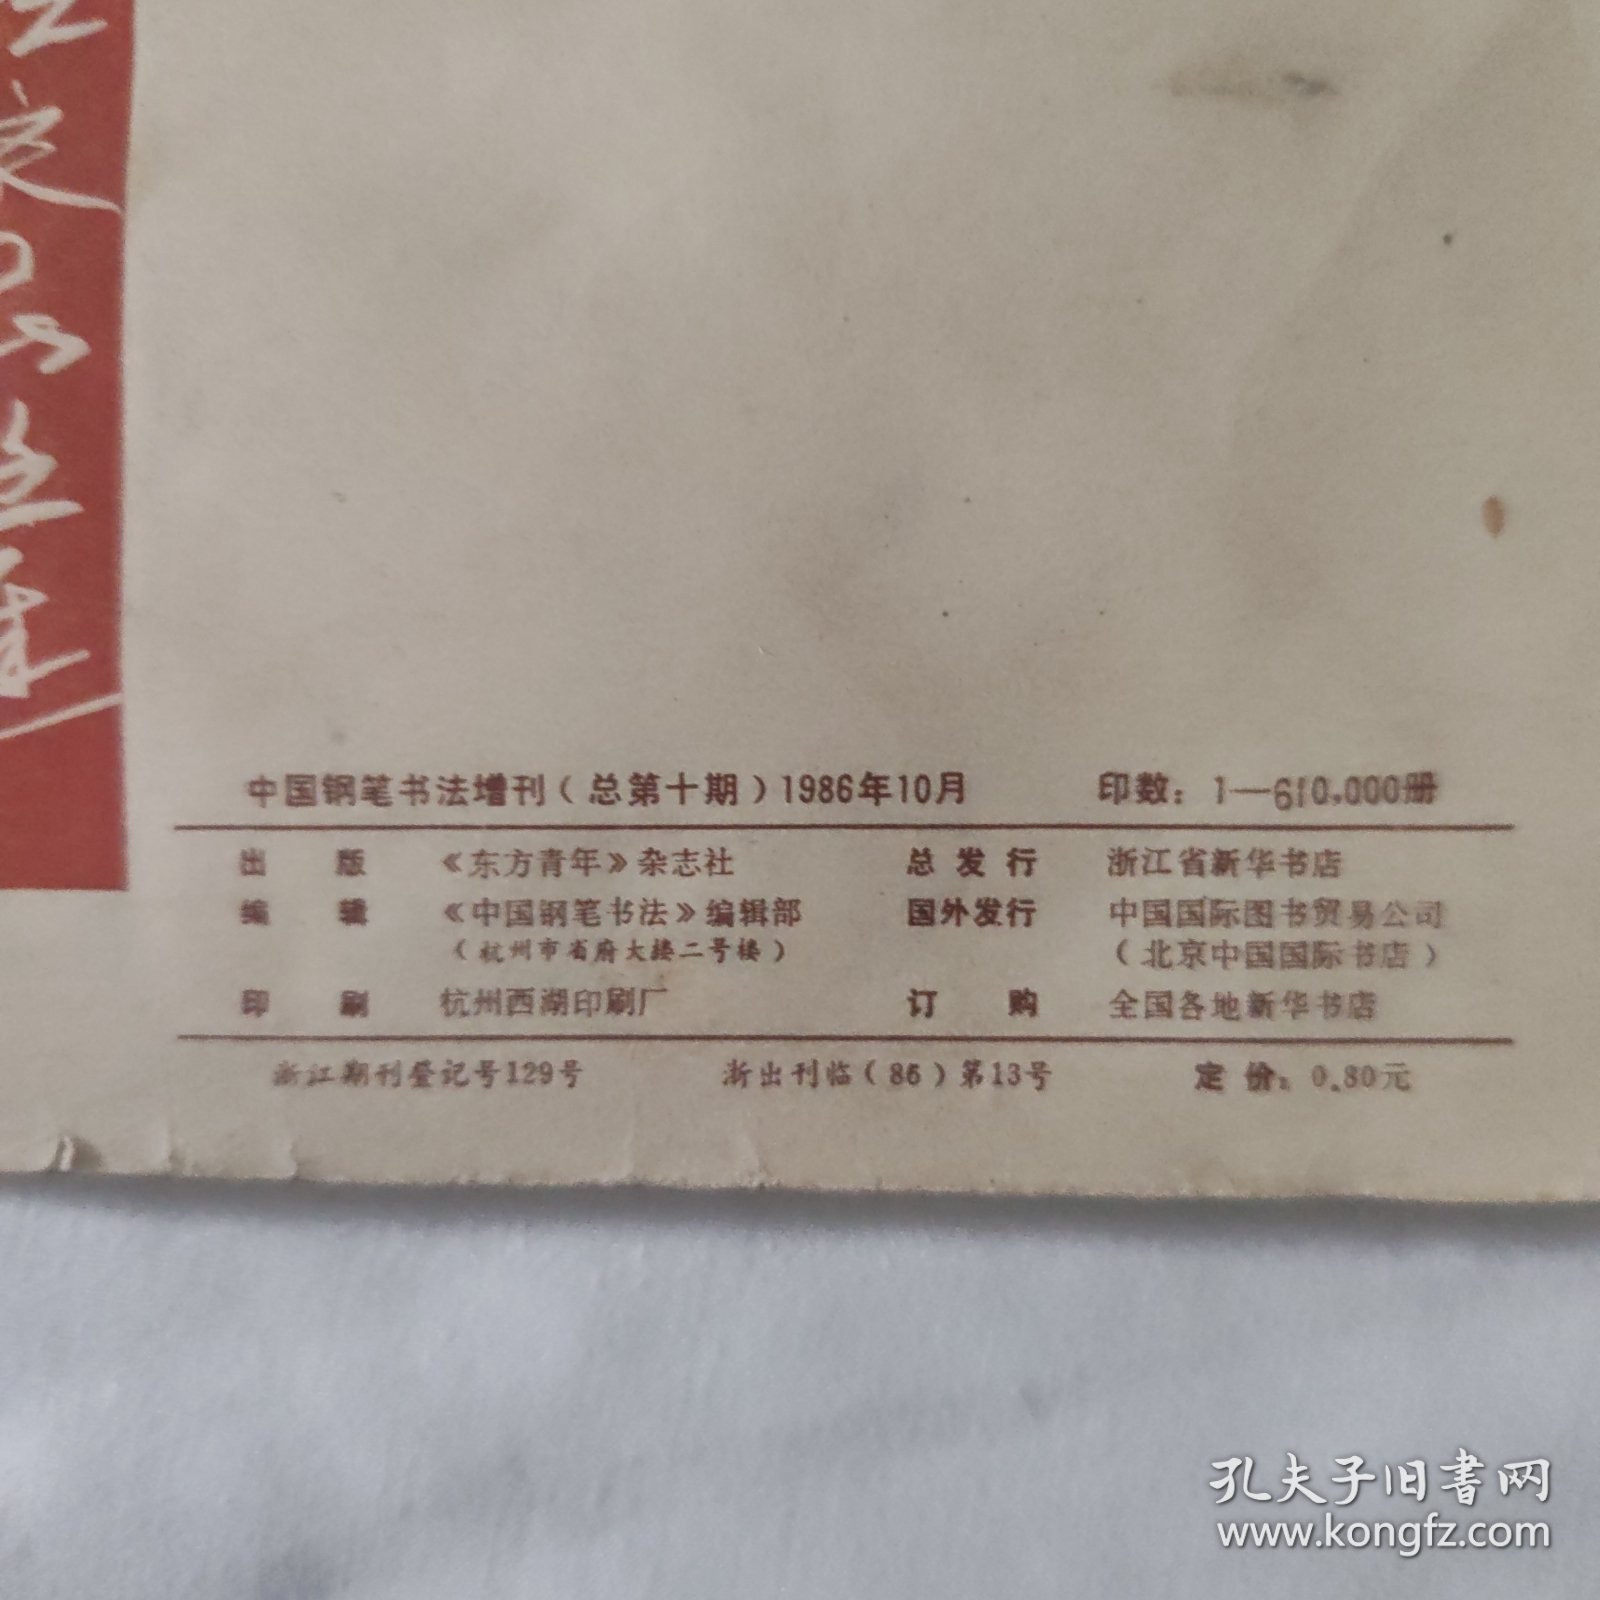 中国钢笔书法增刊（总第十期）1986年10月 印数：1—610,000册
出 版 《东方青年》杂志社 总发行 浙江省新华书店
编 辑 《中国钢笔书法》编辑部 国外发行 中国国际图书贸易公司
（杭州市省府大楼二号楼） （北京中国国际书店）
印 刷 杭州西湖印刷厂 订 购 全国各地新华书店
浙江期刊登记号129号 浙出刊临（86）第13号 定 价：0.80元
孔夫子旧书网
www.kongfz.com